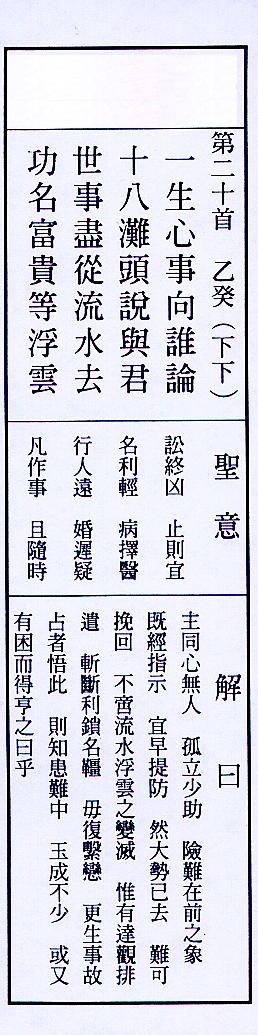 第二十首　乙癸（下下）
一生心事向誰論
十八灘頭說與君
世事盡從流水去
功名富貴等浮雲
聖意
訟終凶　止則宜
名利輕　病擇醫
行人遠　婚遲疑
凡作事　且隨時
解曰
主同心無人　孤立少助　險難在前之象
既經指示　宜早提防　然大勢已去　難可
挽回　不啻流水浮雲之變滅　惟有達觀排
遣　斬斷利鎖名韁　毋復繫戀　更生事故
占者悟此　則知患難中　玉成不少　或又
有困而得亨之日乎